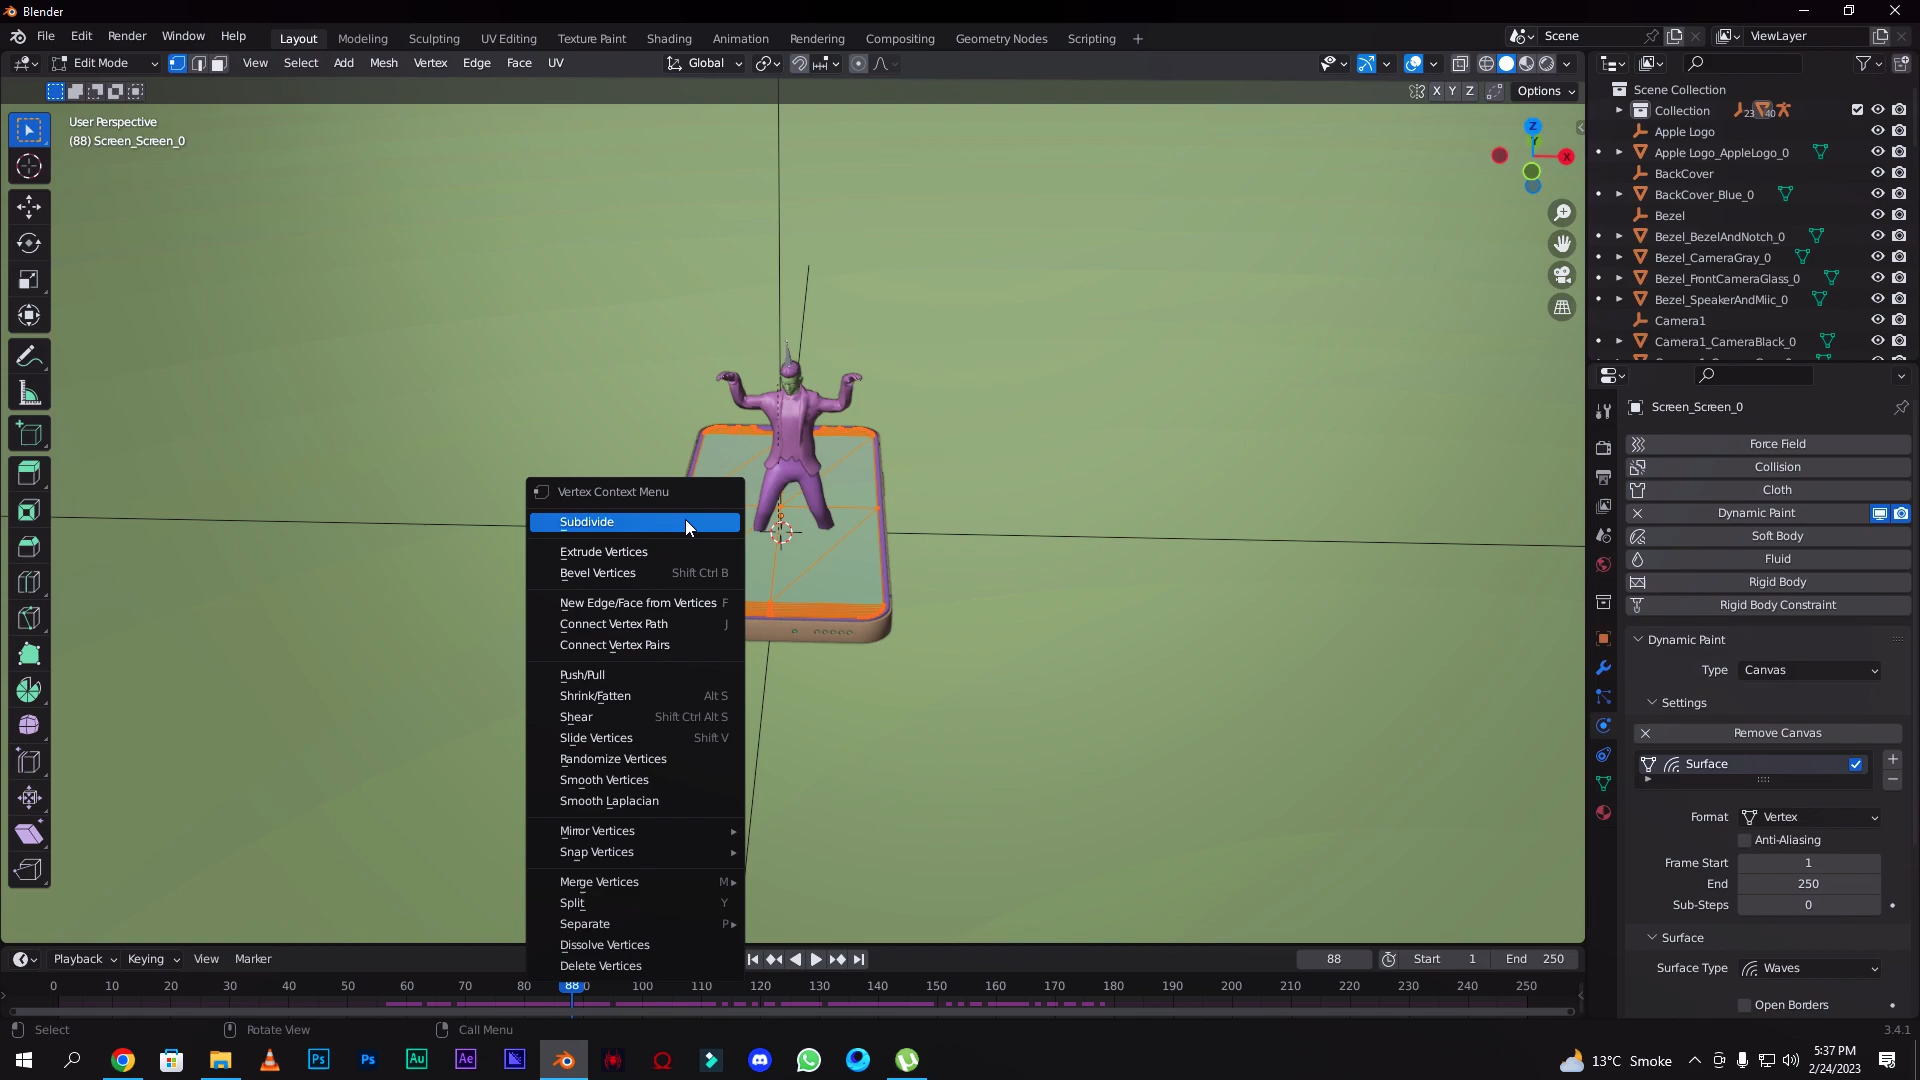 Blender
File Edit Render Window Help Layout Modeling Sculpting UV Editing Texture Paint Shading Animation Rendering Compositing Geometry Nodes Scripting + Scene ViewLayer
Edit Mode View Select Add Mesh Vertex Edge Face UV Global
X Y Z Options
User Perspective
(88) Screen_Screen_0
Z
Y
X
Scene Collection
Collection 23 40
Apple Logo
Apple Logo_AppleLogo_0
BackCover
BackCover_Blue_0
Bezel
Bezel_BezelAndNotch_0
Bezel_CameraGray_0
Bezel_FrontCameraGlass_0
Bezel_SpeakerAndMiic_0
Camera1
Camera1_CameraBlack_0
Screen_Screen_0
Force Field
Collision
Cloth
Dynamic Paint
Soft Body
Fluid
Rigid Body
Rigid Body Constraint
Dynamic Paint
Type Canvas
Settings
Remove Canvas
Surface
Format Vertex
Anti-Aliasing
Frame Start 1
End 250
Sub-Steps 0
Surface
Surface Type Waves
Open Borders
Vertex Context Menu
Subdivide
Extrude Vertices
Bevel Vertices Shift Ctrl B
New Edge/Face from Vertices F
Connect Vertex Path J
Connect Vertex Pairs
Push/Pull
Shrink/Fatten Alt S
Shear Shift Ctrl Alt S
Slide Vertices Shift V
Randomize Vertices
Smooth Vertices
Smooth Laplacian
Mirror Vertices
Snap Vertices
Merge Vertices M
Split Y
Separate P
Dissolve Vertices
Delete Vertices
Playback Keying View Marker 88 Start 1 End 250
0 10 20 30 40 50 60 70 80 88 100 110 120 130 140 150 160 170 180 190 200 210 220 230 240 250
Select Rotate View Call Menu 3.4.1
Ps Ps Au Ae 13°C Smoke 5:37 PM
2/24/2023